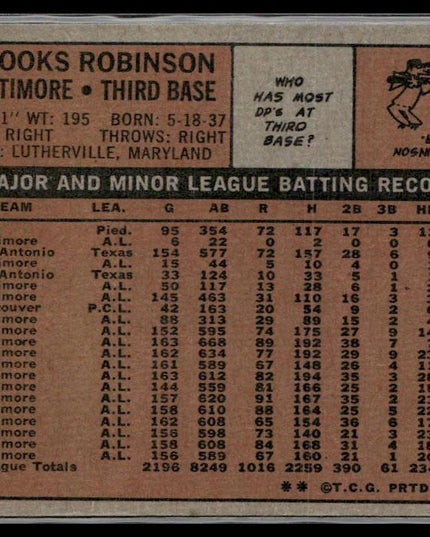 OOKS ROBINSON
TIMORE • THIRD BASE
1" WT: 195 BORN: 5-18-37
RIGHT THROWS: RIGHT
: LUTHERVILLE, MARYLAND
WHO
HAS MOST
DP'S AT
THIRD
BASE?
AJOR AND MINOR LEAGUE BATTING RECO
EAM LEA. G AB R H 2B 3B H
Pied. 95 354 72 117 17 3
more A.L. 6 22 0 2 0 0
Antonio Texas 154 577 72 157 28 6
more A.L. 15 44 5 10 4 0
Antonio Texas 33 124 10 33 5 1
more A.L. 50 117 13 28 6 1
more A.L. 145 463 31 110 16 3
ouver P.C.L. 42 163 20 54 9 2
more A.L. 88 313 29 89 15 2
more A.L. 152 595 74 175 27 9
more A.L. 163 668 89 192 38 7
more A.L. 162 634 77 192 29 9
more A.L. 161 589 67 148 26 4
more A.L. 163 612 82 194 35 3
more A.L. 144 559 81 166 25 2
more A.L. 157 620 91 167 35 2
more A.L. 158 610 88 164 25 5
more A.L. 162 608 65 154 36 6
more A.L. 156 598 73 140 21 3
more A.L. 158 608 84 168 31 4
more A.L. 156 589 67 160 21 1
gue Totals 2196 8249 1016 2259 390 61
** ©T.C.G. PRTD